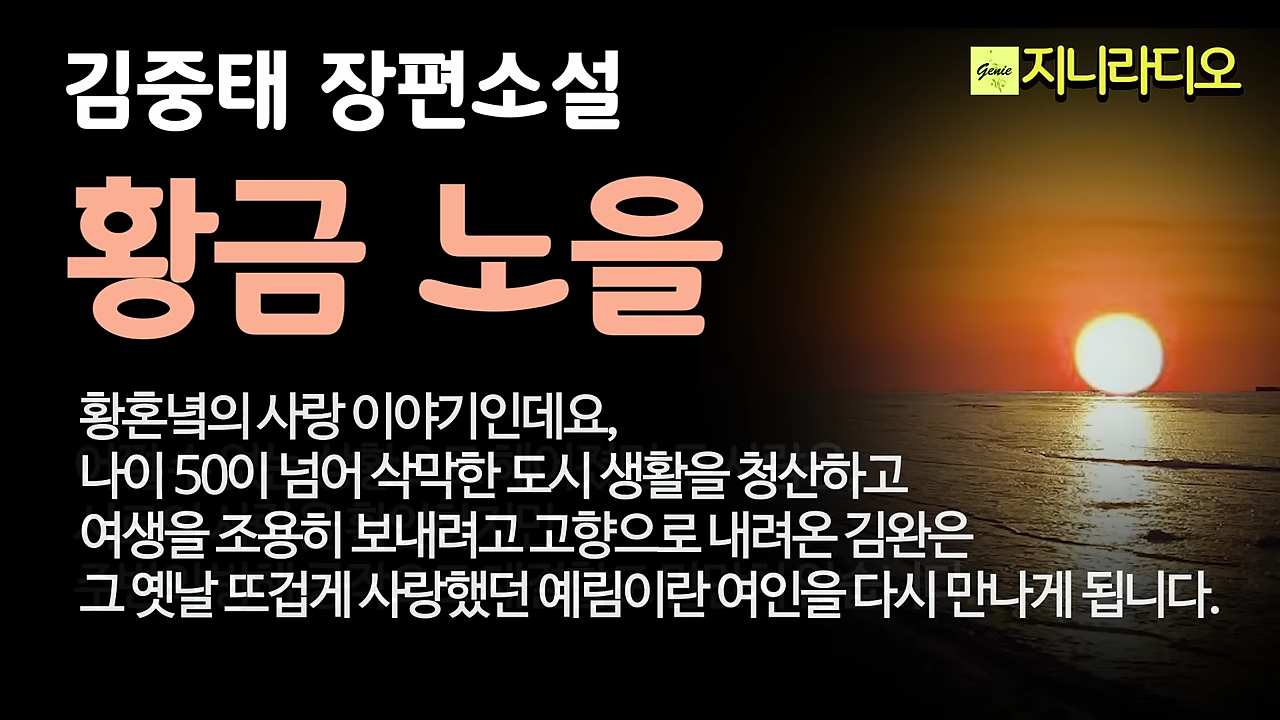 김중태 장편소설
Genie 지니라디오
황금 노을
황혼녘의 사랑 이야기인데요,
나이 50이 넘어 삭막한 도시 생활을 청산하고
여생을 조용히 보내려고 고향으로 내려온 김완은
그 옛날 뜨겁게 사랑했던 예림이란 여인을 다시 만나게 됩니다.